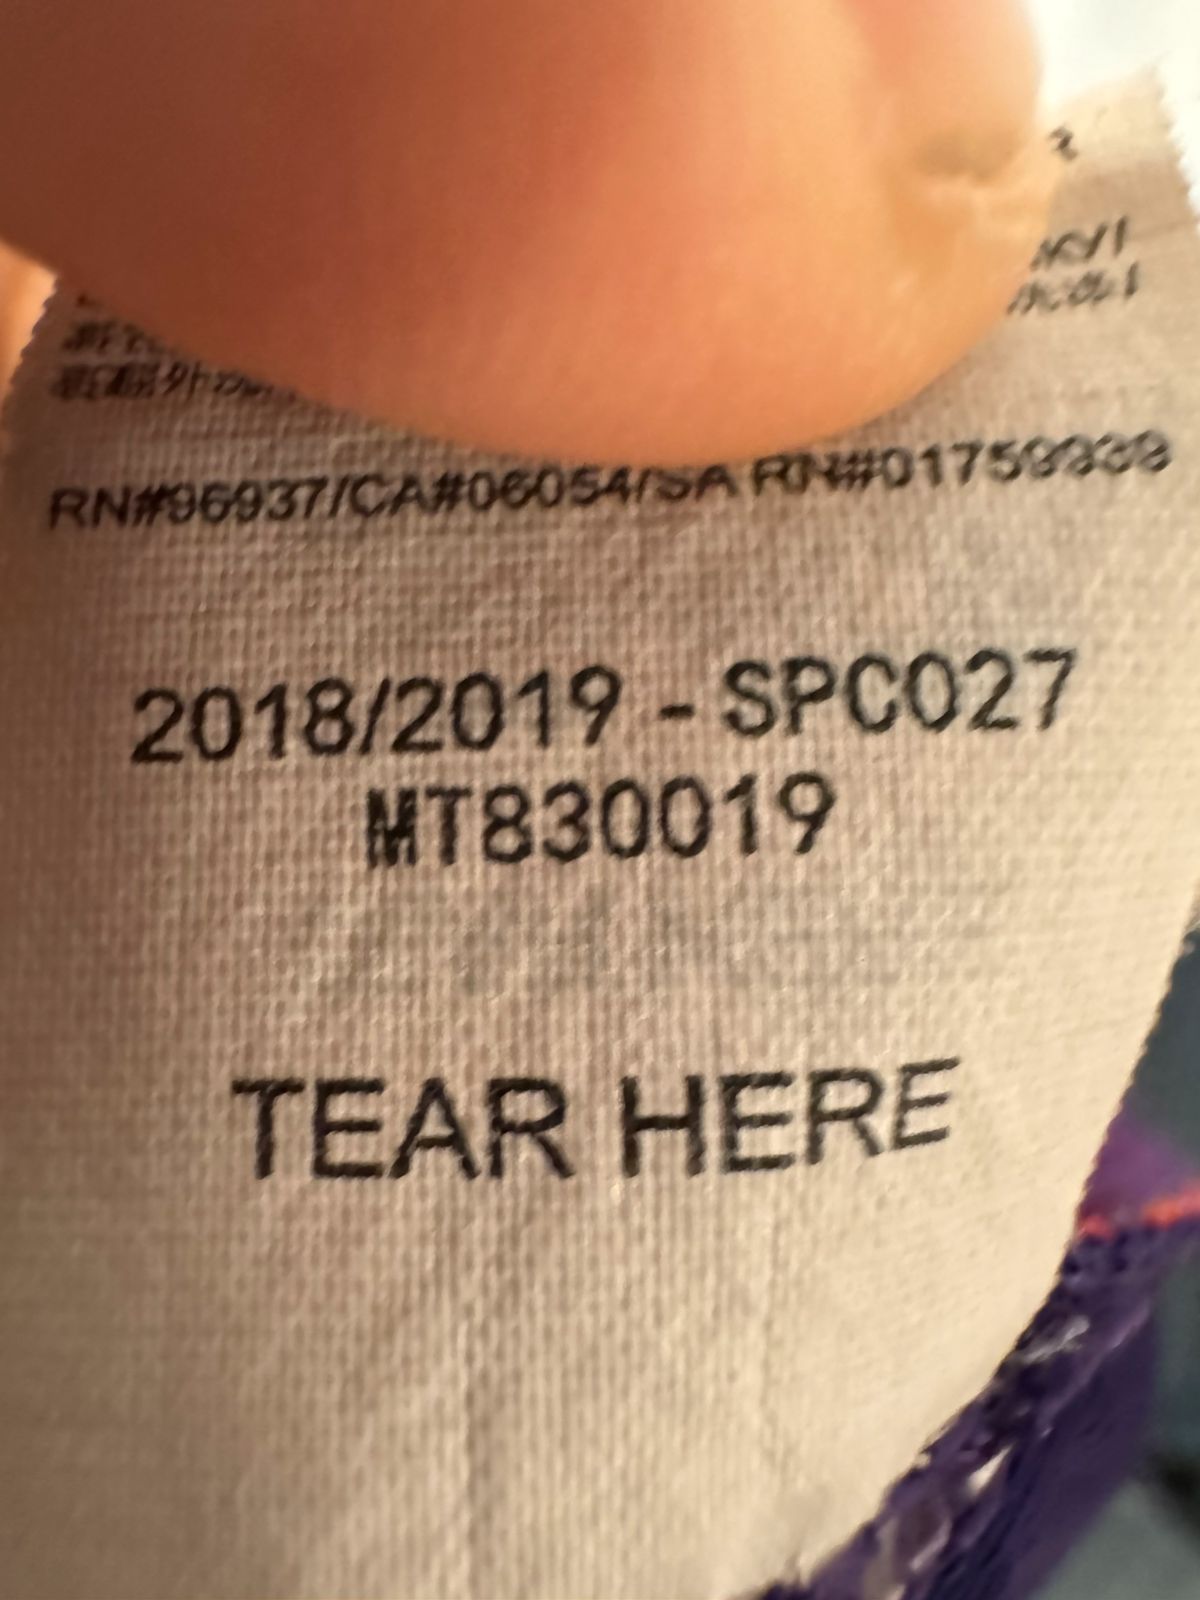 RN#96937/CA#06054/SA RN#01759939
2018/2019 - SPC027
MT830019
TEAR HERE